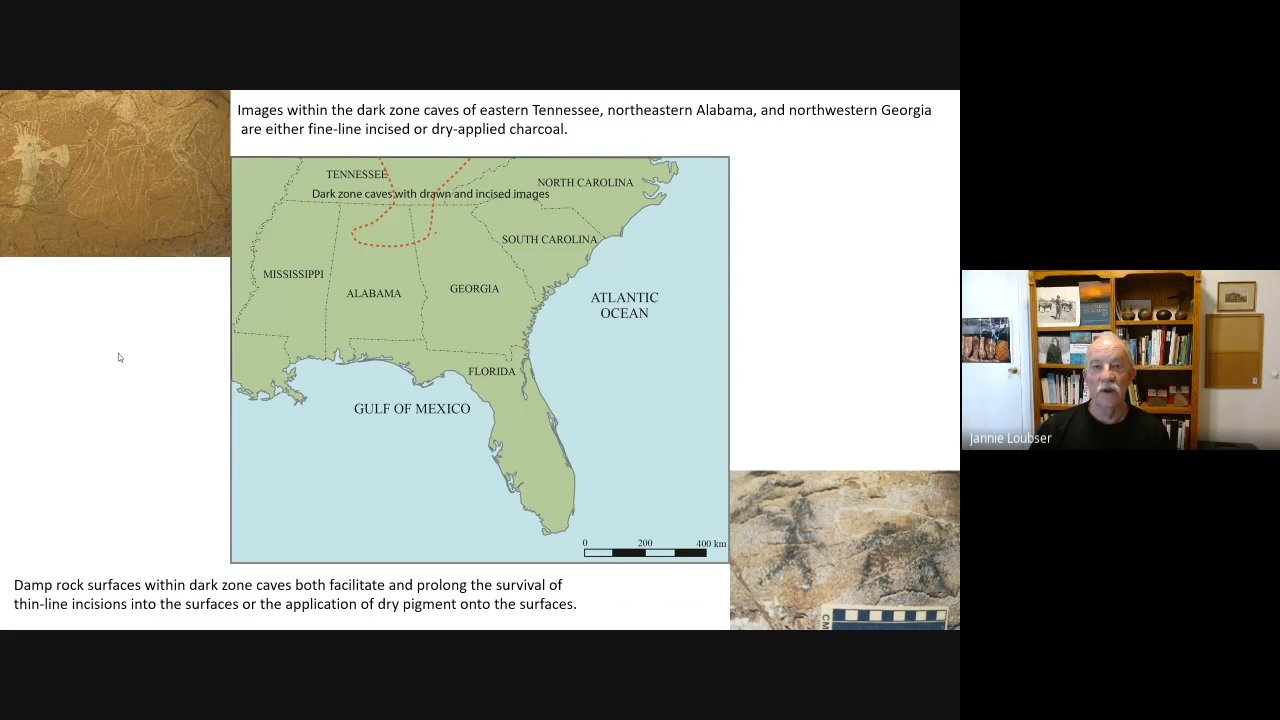 Images within the dark zone caves of eastern Tennessee, northeastern Alabama, and northwestern Georgia
are either fine-line incised or dry-applied charcoal.
TENNESSEE
NORTH CAROLINA
Dark zone caves with drawn and incised images
SOUTH CAROLINA
MISSISSIPPI
ALABAMA
GEORGIA
ATLANTIC
OCEAN
FLORIDA
GULF OF MEXICO
Jannie Loubser
0 200 400 km
Damp rock surfaces within dark zone caves both facilitate and prolong the survival of
thin-line incisions into the surfaces or the application of dry pigment onto the surfaces.
CM